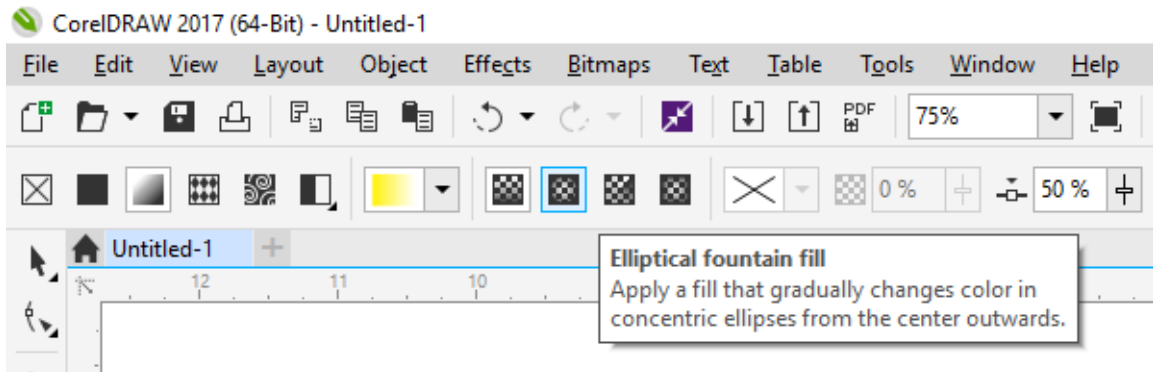 CorelDRAW 2017 (64-Bit) - Untitled-1
File Edit View Layout Object Effects Bitmaps Text Table Tools Window Help
PDF 75%
0 % 50 %
Untitled-1
12 11 10
Elliptical fountain fill
Apply a fill that gradually changes color in
concentric ellipses from the center outwards.